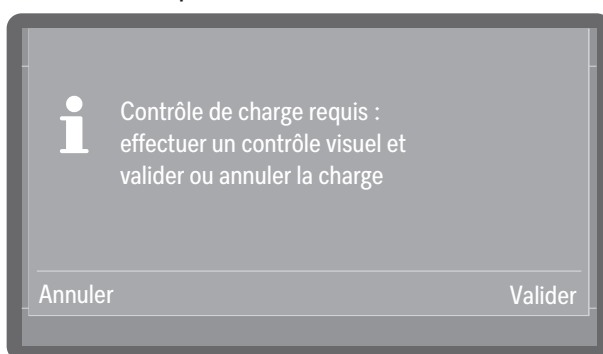 Contrôle de charge requis :
effectuer un contrôle visuel et
valider ou annuler la charge
Annuler
Valider